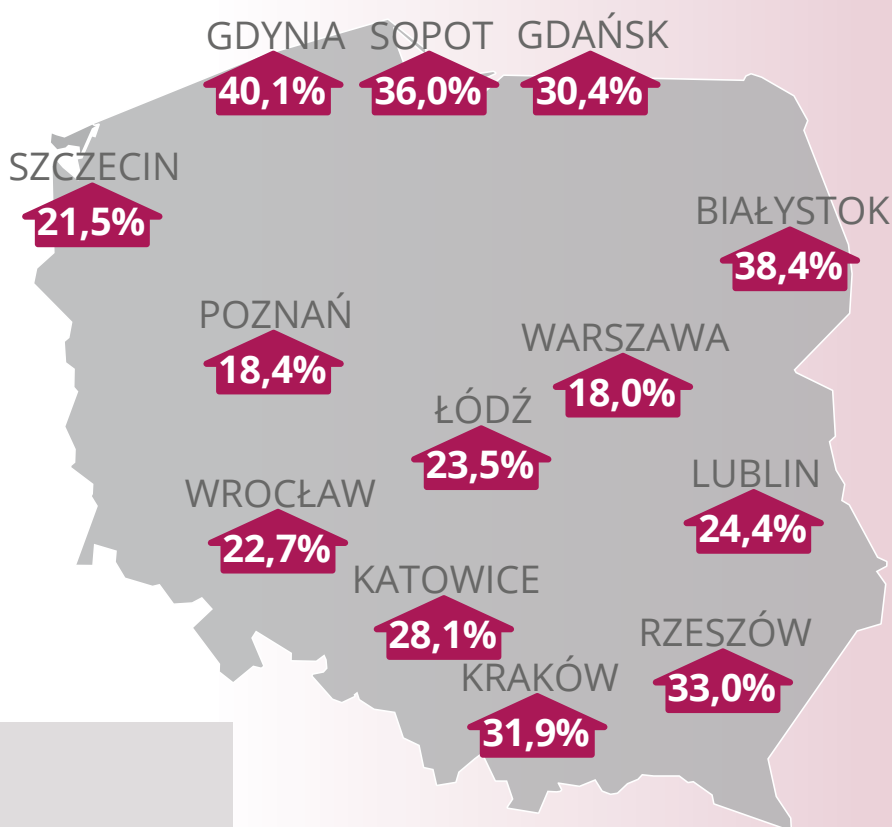 GDYNIA SOPOT GDAŃSK
40,1% 36,0% 30,4%
SZCZECIN
21,5%
BIAŁYSTOK
38,4%
POZNAŃ
18,4%
WARSZAWA
18,0%
ŁÓDŹ
23,5%
LUBLIN
24,4%
WROCŁAW
22,7%
KATOWICE
28,1%
RZESZÓW
33,0%
KRAKÓW
31,9%